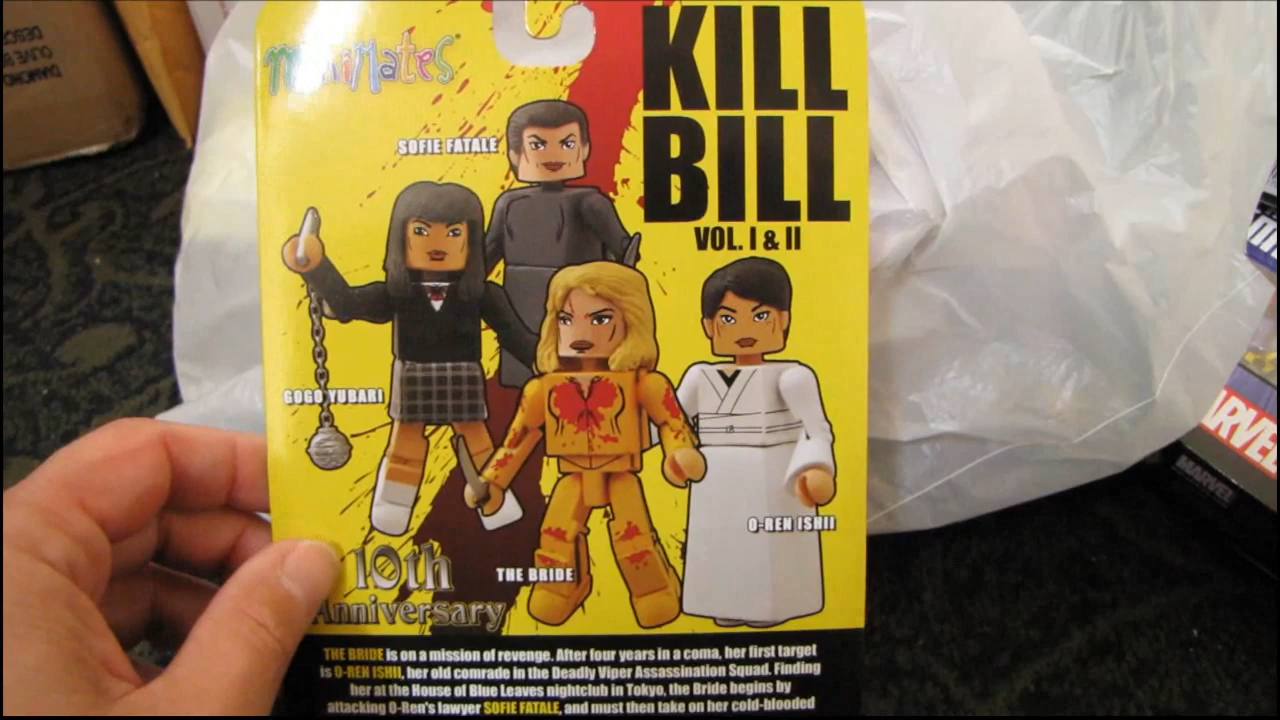 MiniMates
KILL
BILL
VOL. I & II
SOFIE FATALE
GOGO YUBARI
O-REN ISHII
THE BRIDE
10th
Anniversary
THE BRIDE is on a mission of revenge. After four years in a coma, her first target
is O-REN ISHII, her old comrade in the Deadly Viper Assassination Squad. Finding
her at the House of Blue Leaves nightclub in Tokyo, the Bride begins by
attacking O-Ren's lawyer SOFIE FATALE, and must then take on her cold-blooded
MARVEL